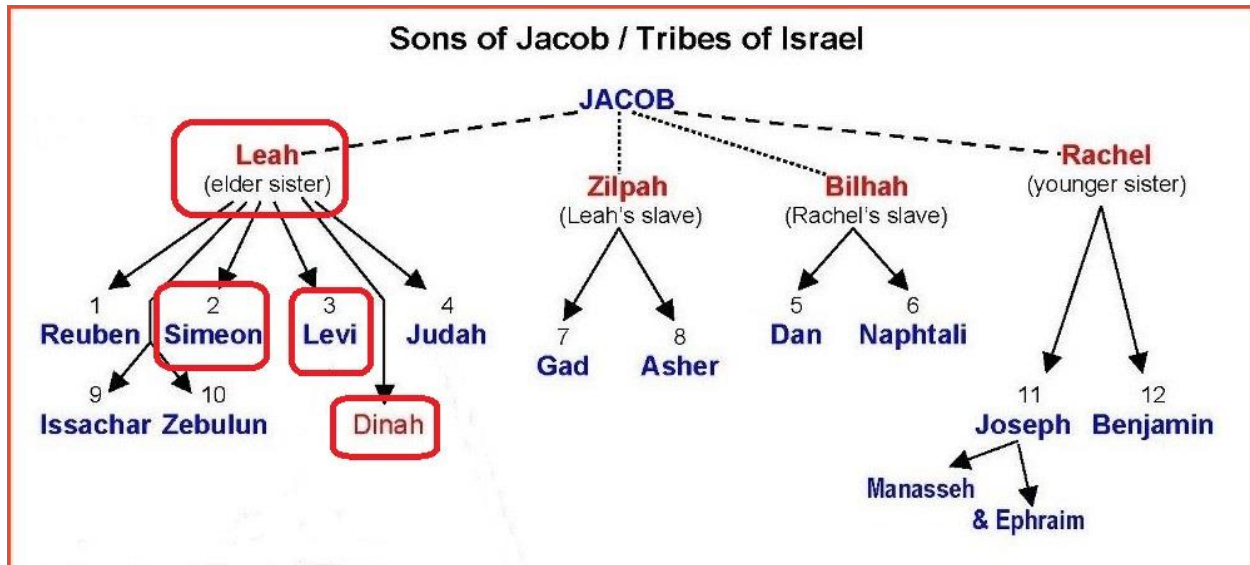 Sons of Jacob / Tribes of Israel
JACOB
Leah
(elder sister)
Zilpah
(Leah's slave)
Bilhah
(Rachel's slave)
Rachel
(younger sister)
1
Reuben
2
Simeon
3
Levi
4
Judah
9
Issachar
10
Zebulun
Dinah
7
Gad
8
Asher
5
Dan
6
Naphtali
11
Joseph
12
Benjamin
Manasseh
& Ephraim